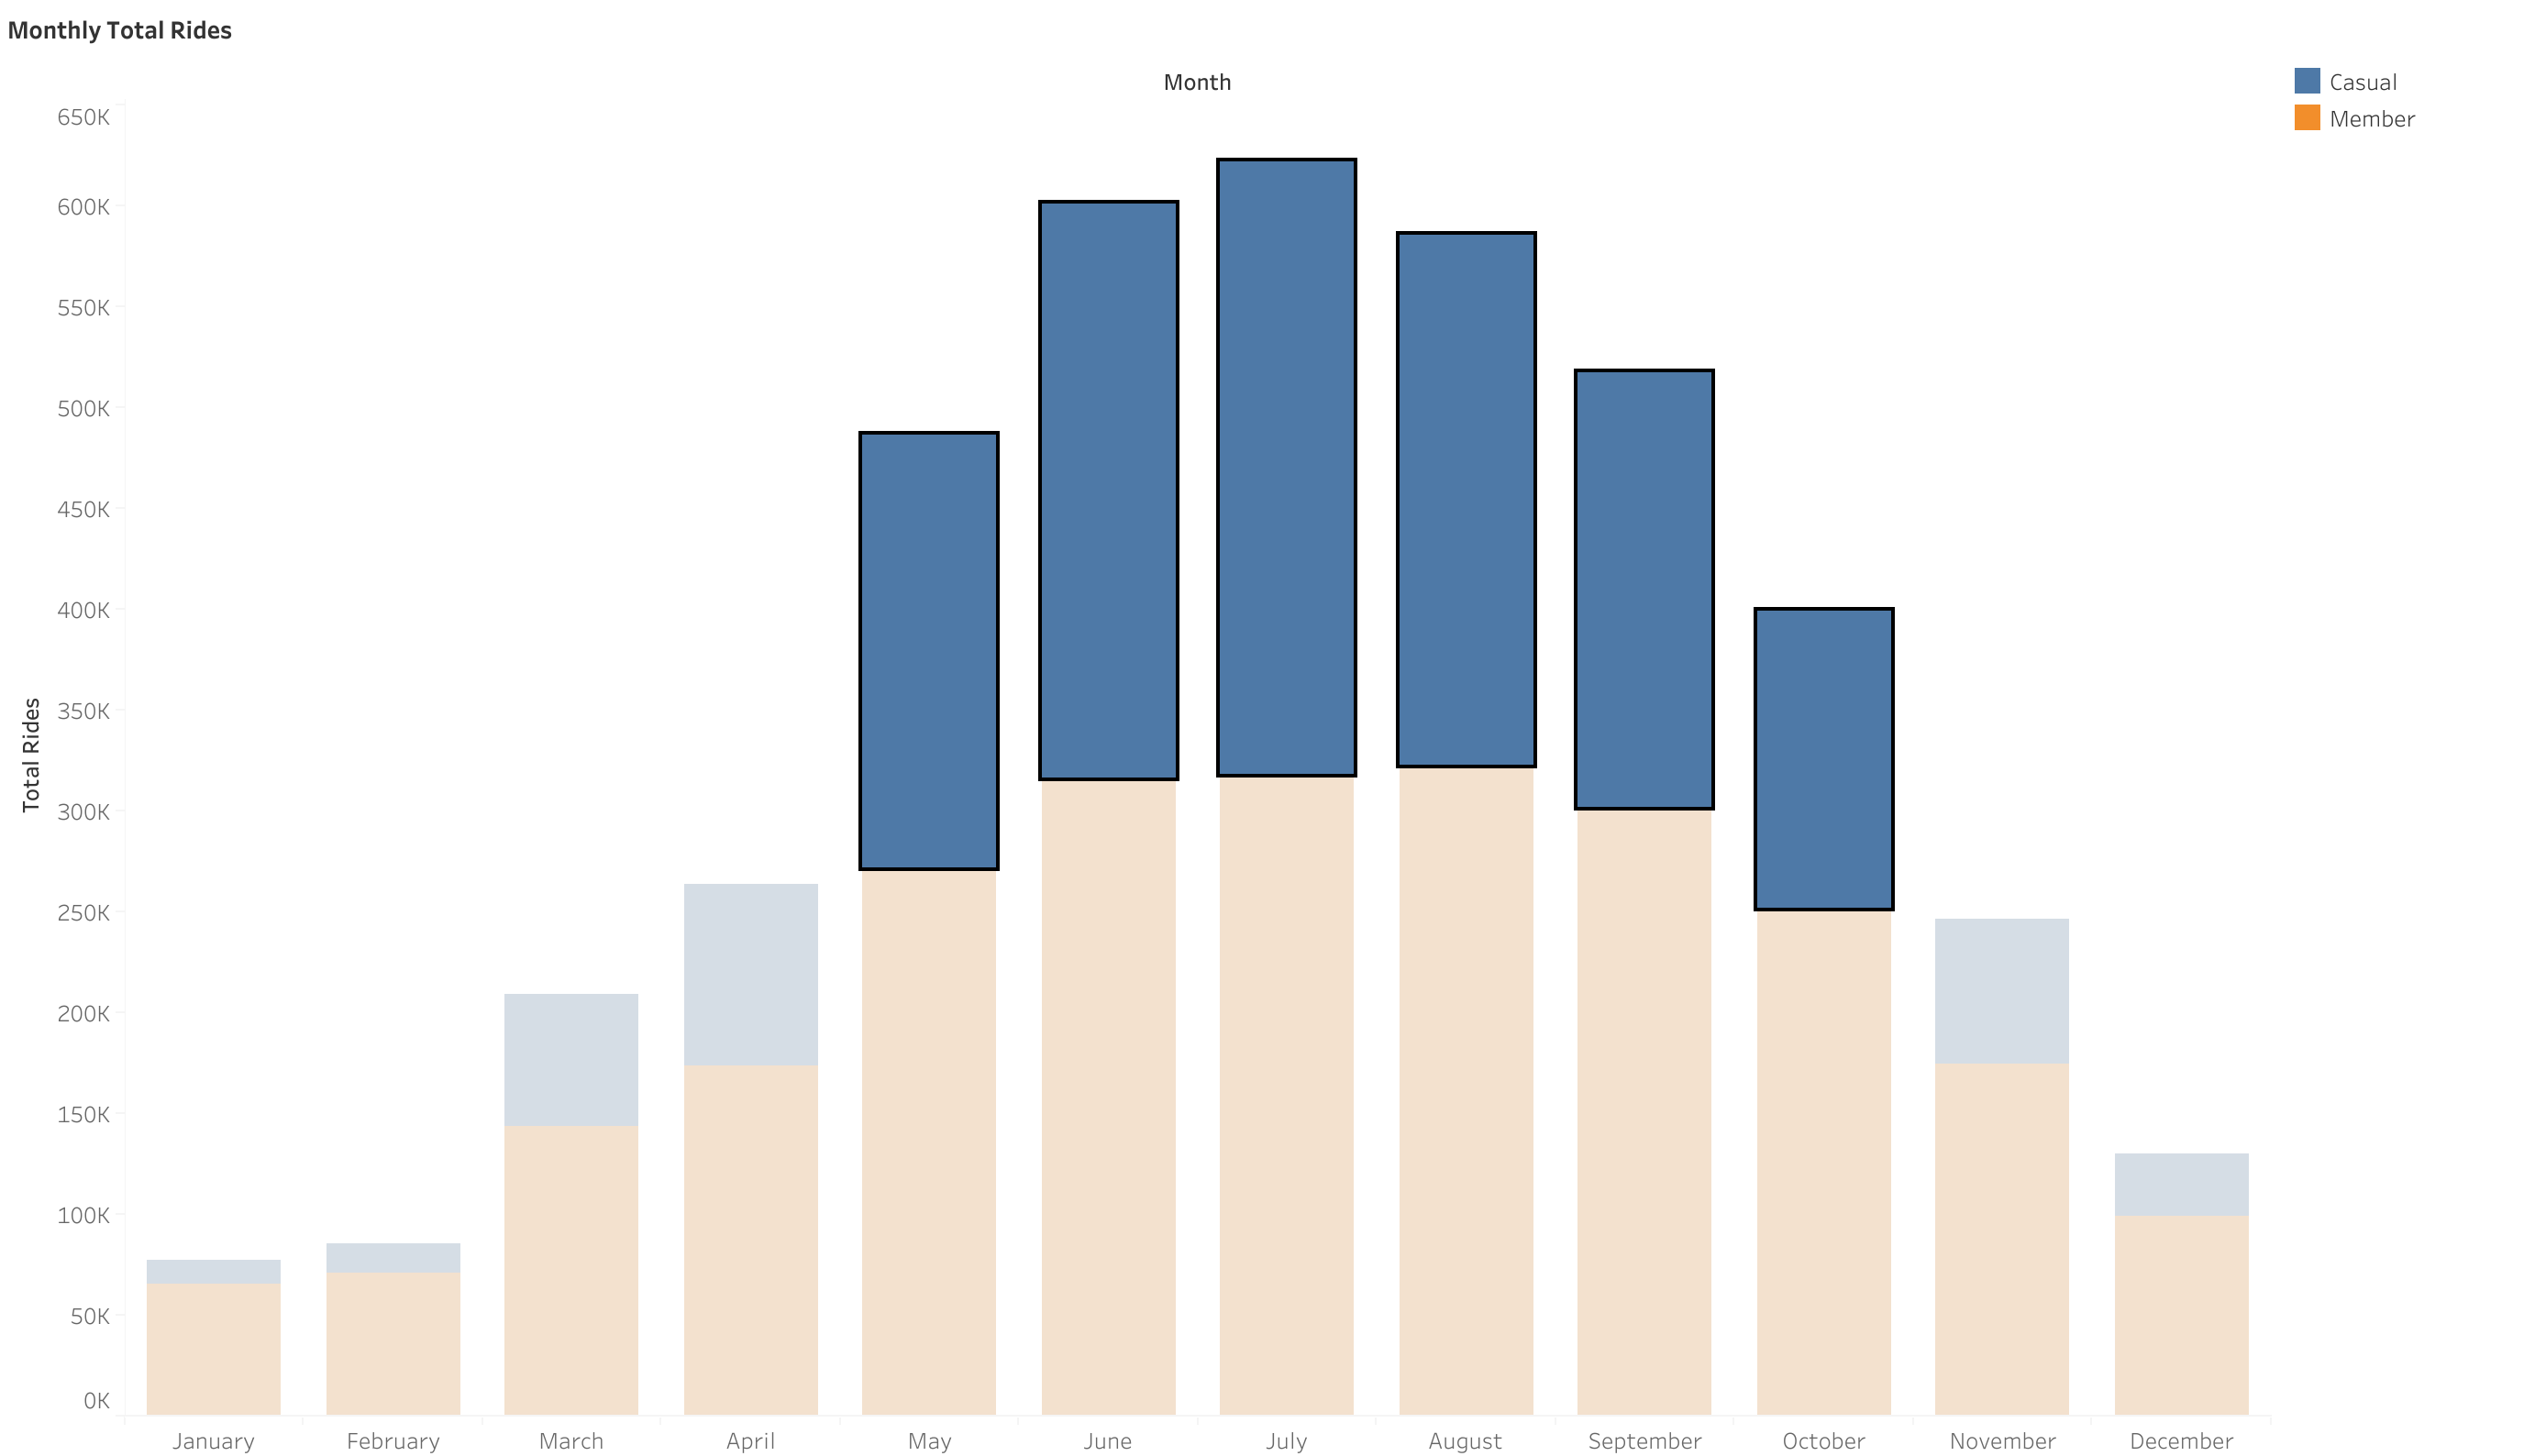 Monthly Total Rides
Month
Casual
Member
650K
600K
550K
500K
450K
400K
350K
300K
250K
200K
150K
100K
50K
0K
Total Rides
January February March April May June July August September October November December